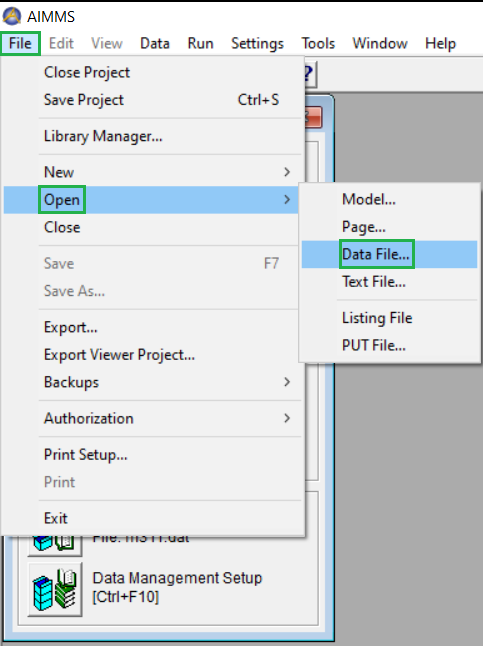 AIMMS
File Edit View Data Run Settings Tools Window Help
Close Project
Save Project Ctrl+S
Library Manager...
New
Open
Close
Save F7
Save As...
Export...
Export Viewer Project...
Backups
Authorization
Print Setup...
Print
Exit
Model...
Page...
Data File...
Text File...
Listing File
PUT File...
File: m311.dat
Data Management Setup
[Ctrl+F10]